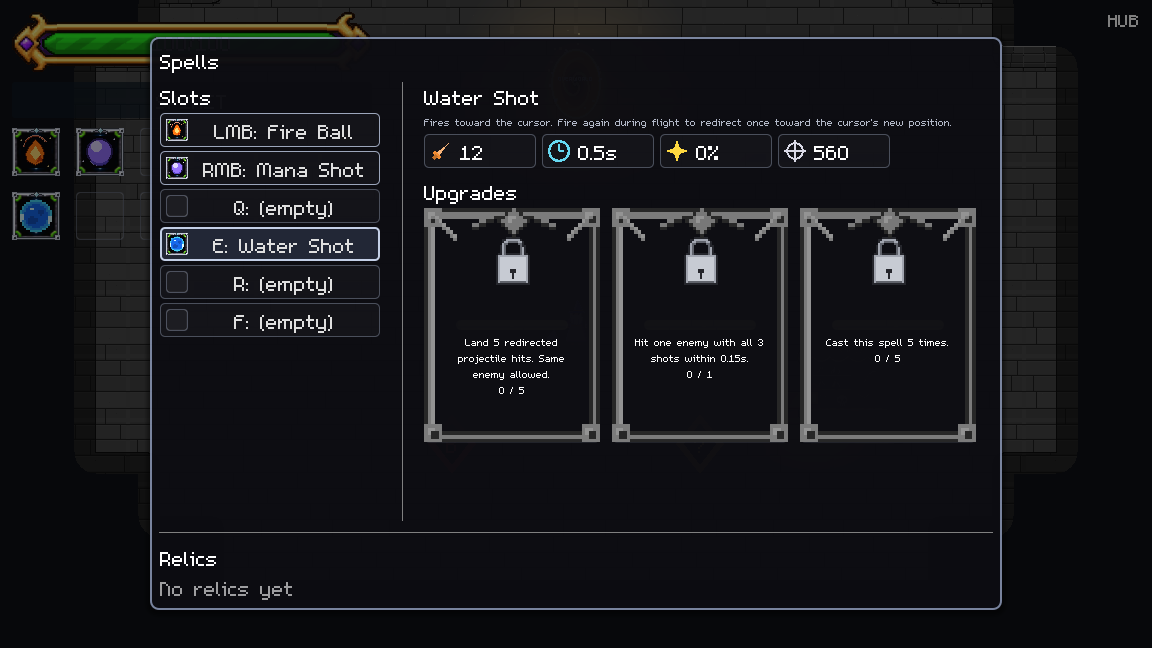 HUB
Spells
Slots
LMB: Fire Ball
RMB: Mana Shot
Q: (empty)
E: Water Shot
R: (empty)
F: (empty)
Water Shot
Fires toward the cursor. Fire again during flight to redirect once toward the cursor's new position.
12
0.5s
0%
560
Upgrades
Land 5 redirected
projectile hits. Same
enemy allowed.
0 / 5
Hit one enemy with all 3
shots within 0.15s.
0 / 1
Cast this spell 5 times.
0 / 5
Relics
No relics yet